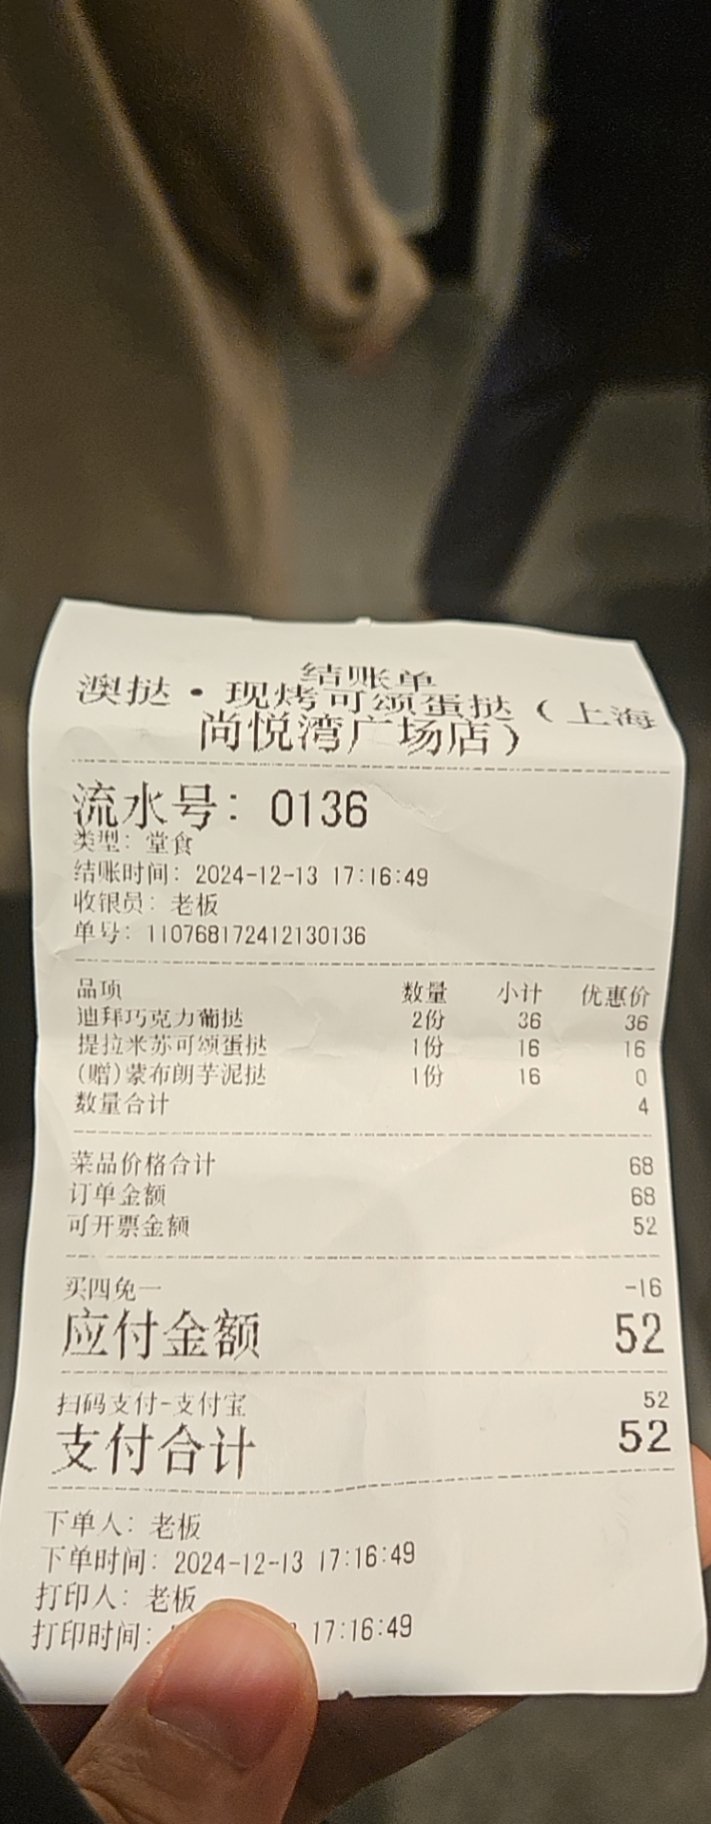 结账单
澳挞·现烤可颂蛋挞（上海
尚悦湾广场店）
流水号：0136
类型：堂食
结账时间：2024-12-13 17:16:49
收银员：老板
单号：110768172412130136
品项 数量 小计 优惠价
迪拜巧克力葡挞 2份 36 36
提拉米苏可颂蛋挞 1份 16 16
(赠)蒙布朗芋泥挞 1份 16 0
数量合计 4
菜品价格合计 68
订单金额 68
可开票金额 52
买四免一 -16
应付金额 52
扫码支付-支付宝 52
支付合计 52
下单人：老板
下单时间：2024-12-13 17:16:49
打印人：老板
打印时间： 17:16:49